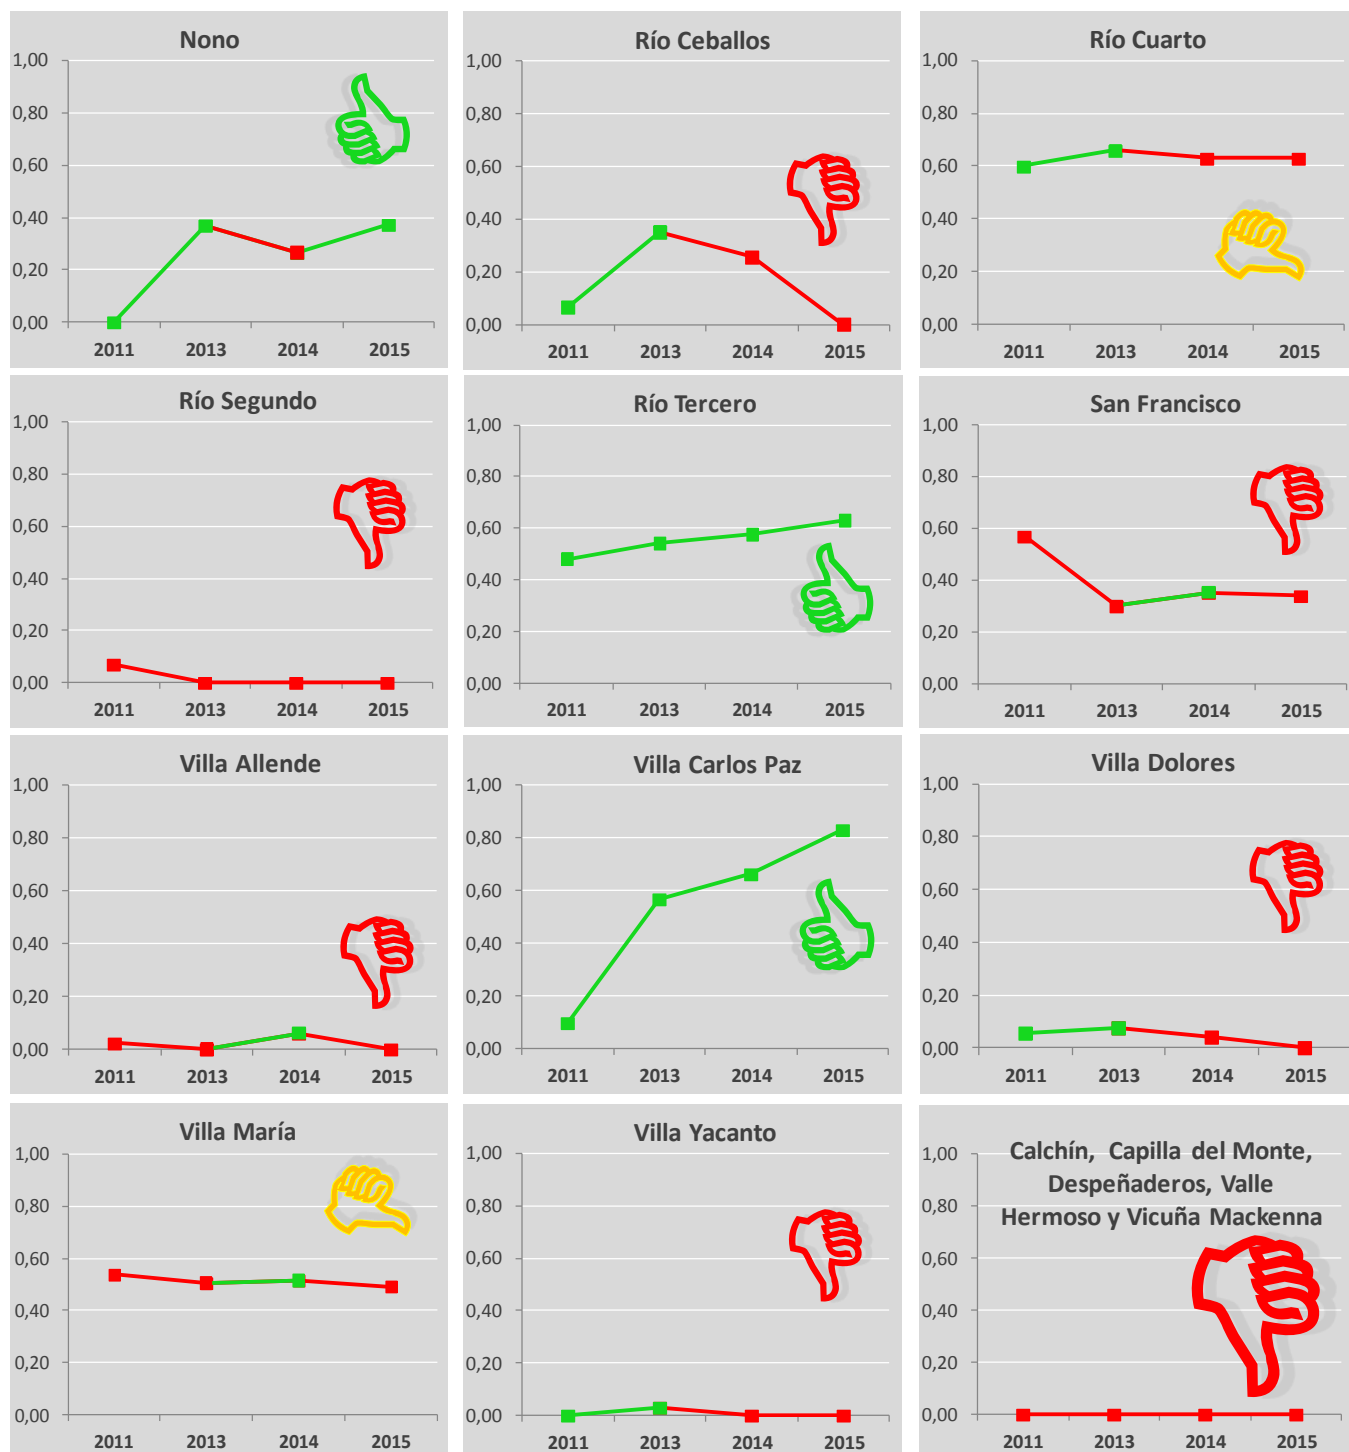 Nono
1,00
0,80
0,60
0,40
0,20
0,00
2011 2013 2014 2015
Río Ceballos
1,00
0,80
0,60
0,40
0,20
0,00
2011 2013 2014 2015
Río Cuarto
1,00
0,80
0,60
0,40
0,20
0,00
2011 2013 2014 2015
Río Segundo
1,00
0,80
0,60
0,40
0,20
0,00
2011 2013 2014 2015
Río Tercero
1,00
0,80
0,60
0,40
0,20
0,00
2011 2013 2014 2015
San Francisco
1,00
0,80
0,60
0,40
0,20
0,00
2011 2013 2014 2015
Villa Allende
1,00
0,80
0,60
0,40
0,20
0,00
2011 2013 2014 2015
Villa Carlos Paz
1,00
0,80
0,60
0,40
0,20
0,00
2011 2013 2014 2015
Villa Dolores
1,00
0,80
0,60
0,40
0,20
0,00
2011 2013 2014 2015
Villa María
1,00
0,80
0,60
0,40
0,20
0,00
2011 2013 2014 2015
Villa Yacanto
1,00
0,80
0,60
0,40
0,20
0,00
2011 2013 2014 2015
Calchín, Capilla del Monte,
Despeñaderos, Valle
Hermoso y Vicuña Mackenna
1,00
0,80
0,60
0,40
0,20
0,00
2011 2013 2014 2015